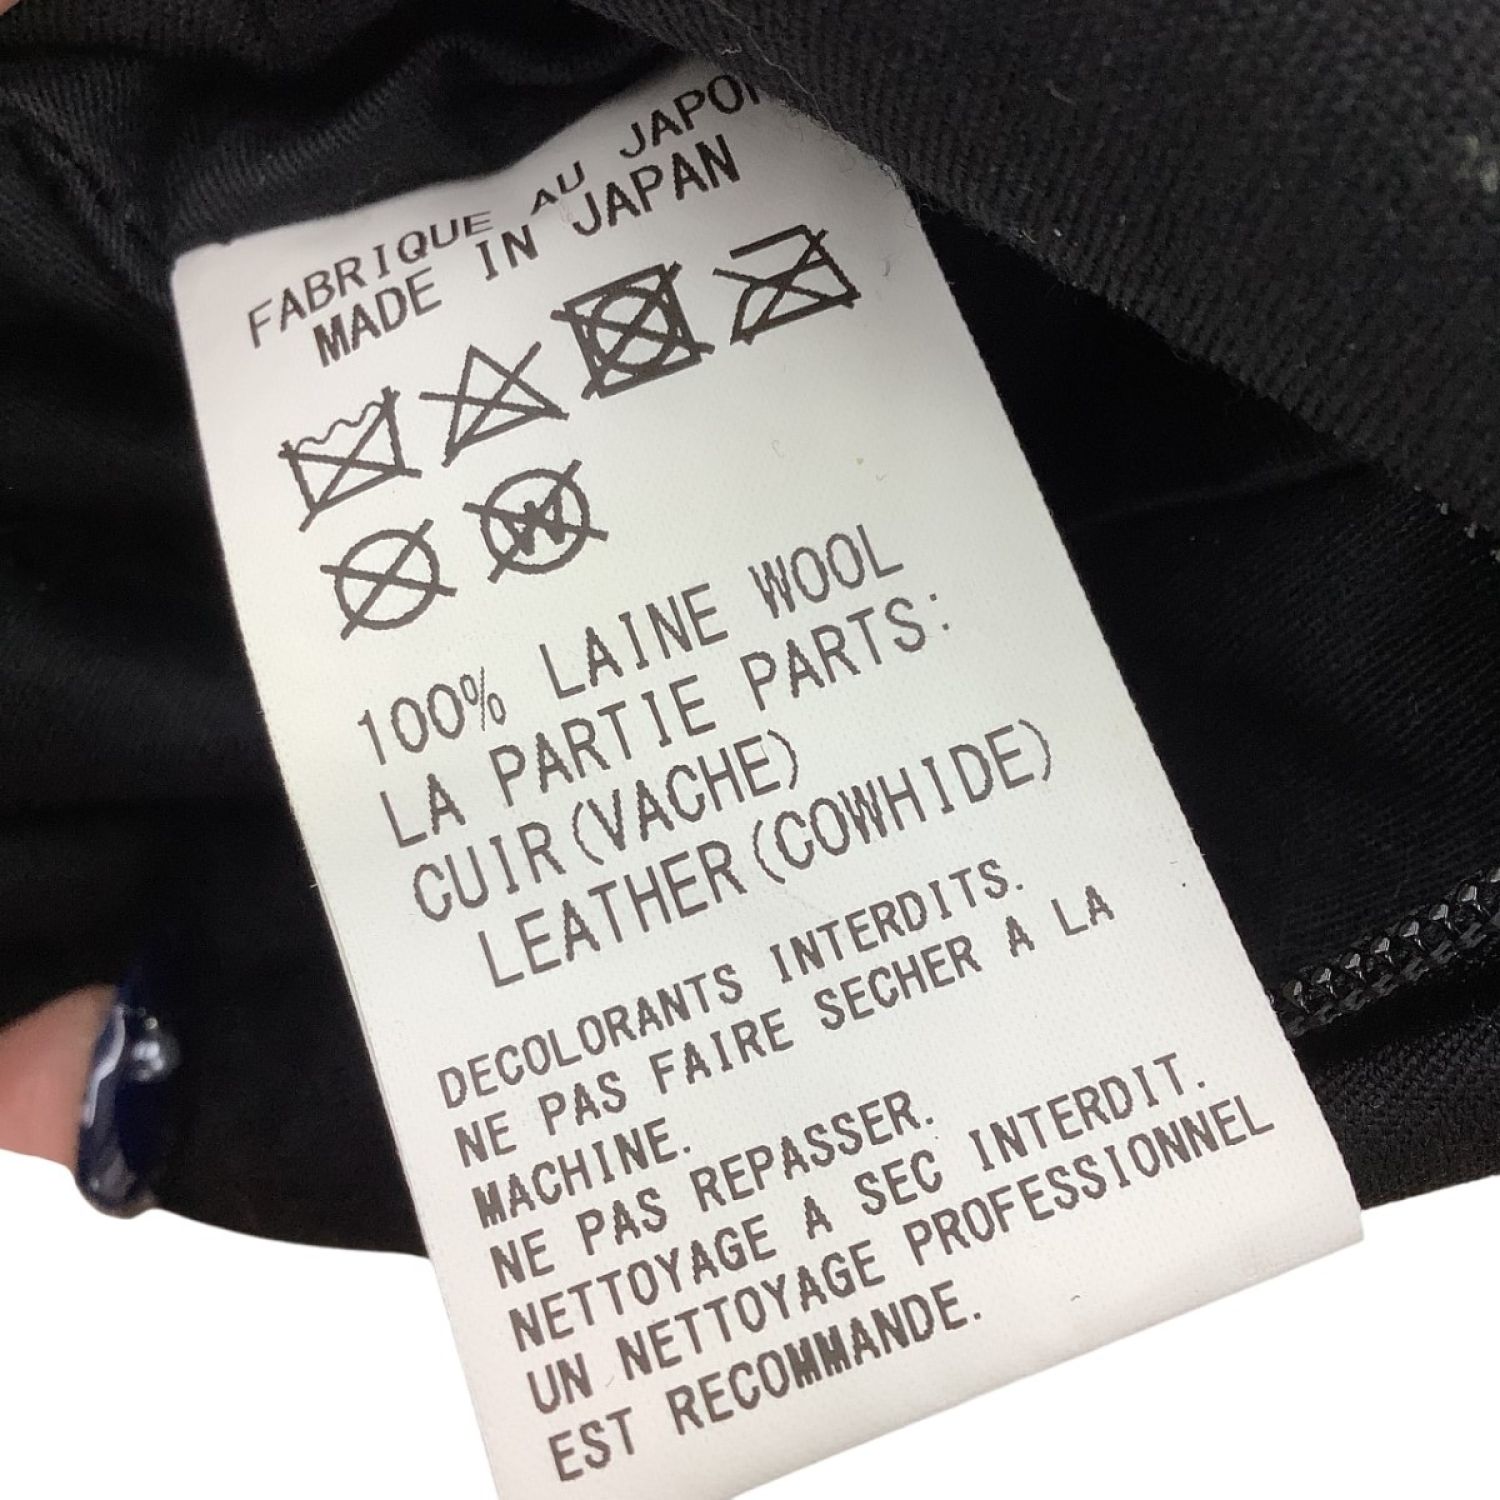 FABRIQUE AU JAPON
MADE IN JAPAN
W
100% LAINE WOOL
LA PARTIE PARTS:
CUIR(VACHE)
LEATHER(COWHIDE)
DECOLORANTS INTERDITS.
NE PAS FAIRE SECHER A LA
MACHINE.
NE PAS REPASSER.
NETTOYAGE A SEC INTERDIT.
UN NETTOYAGE PROFESSIONNEL
EST RECOMMANDE.